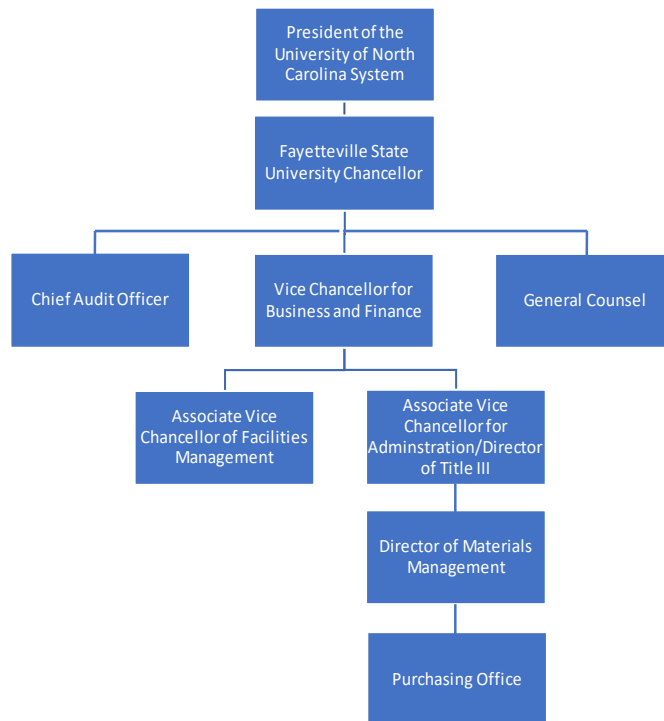 President of the
University of North
Carolina System
Fayetteville State
University Chancellor
Chief Audit Officer
Vice Chancellor for
Business and Finance
General Counsel
Associate Vice
Chancellor of Facilities
Management
Associate Vice
Chancellor for
Adminstration/Director
of Title III
Director of Materials
Management
Purchasing Office